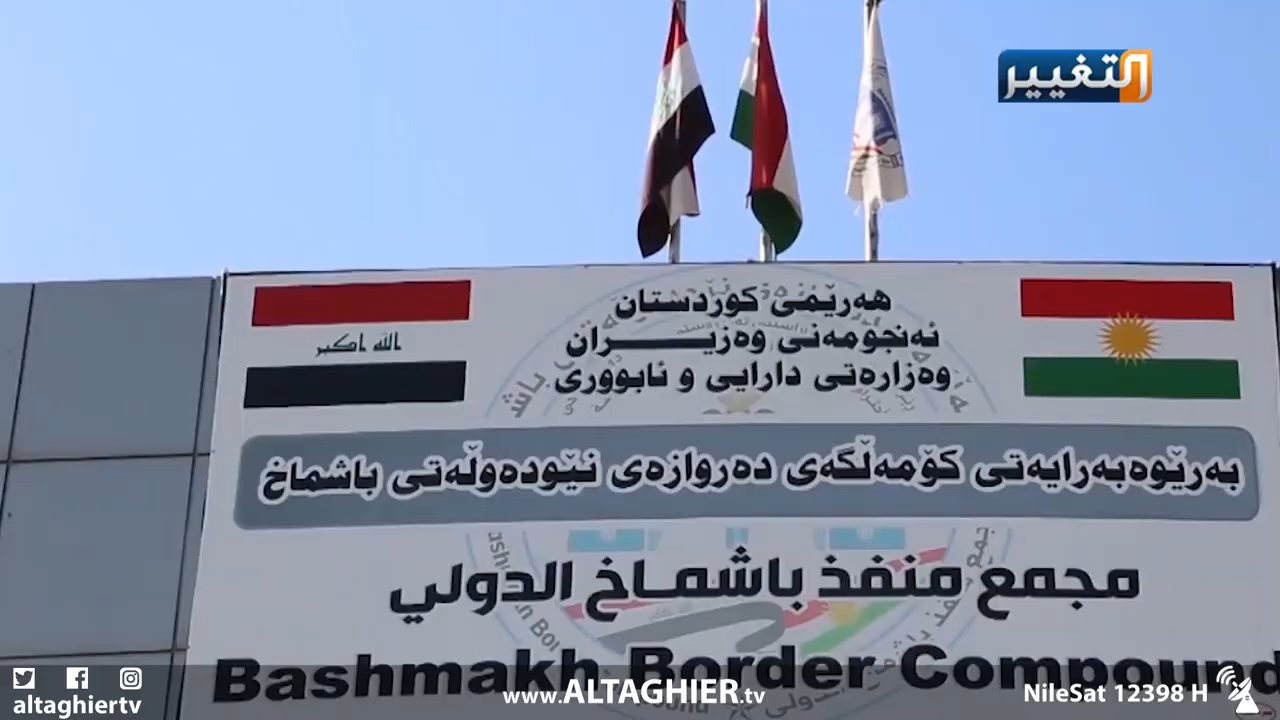 التغيير
هەرێمی کوردستان
ئەنجومەنی وەزیران
وەزارەتی دارایی و ئابووری
الله اكبر
بەرێوەبەرایەتی کۆمەڵگەی دەروازەی نێودەوڵەتی باشماخ
مجمع منفذ باشماخ الدولي
Bashmakh Border Compound
altaghiertv
www.ALTAGHIER.tv
NileSat 12398 H